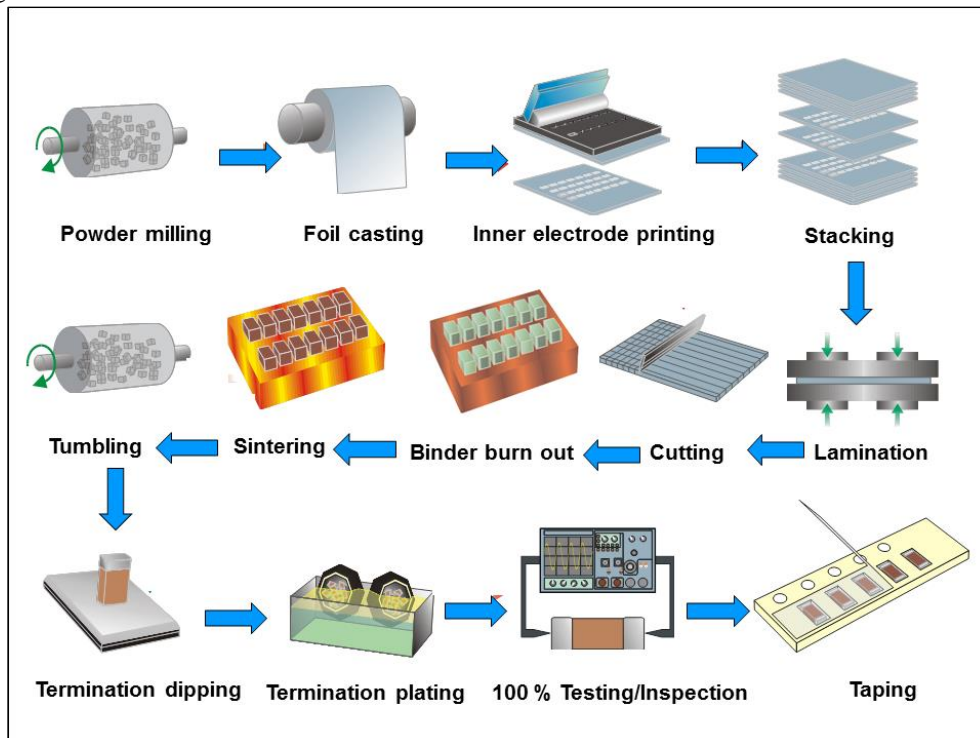 Powder milling
Foil casting
Inner electrode printing
Stacking
Lamination
Cutting
Binder burn out
Sintering
Tumbling
Termination dipping
Termination plating
100 % Testing/Inspection
Taping